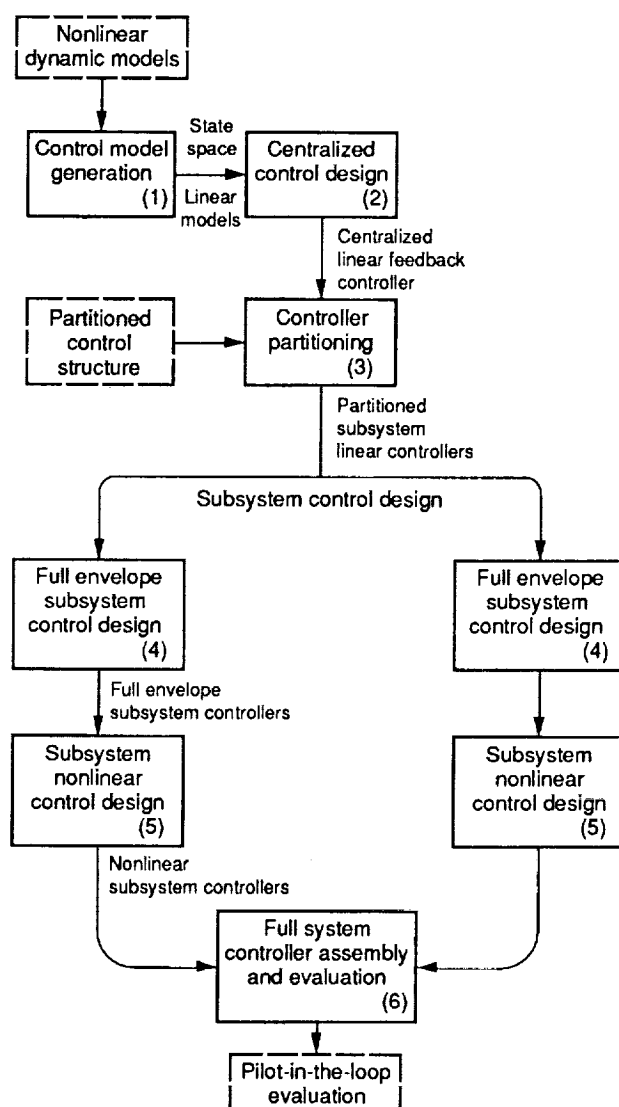 Nonlinear
dynamic models
Control model
generation
(1)
State
space
Linear
models
Centralized
control design
(2)
Centralized
linear feedback
controller
Partitioned
control
structure
Controller
partitioning
(3)
Partitioned
subsystem
linear controllers
Subsystem control design
Full envelope
subsystem
control design
(4)
Full envelope
subsystem
control design
(4)
Full envelope
subsystem controllers
Subsystem
nonlinear
control design
(5)
Subsystem
nonlinear
control design
(5)
Nonlinear
subsystem controllers
Full system
controller assembly
and evaluation
(6)
Pilot-in-the-loop
evaluation